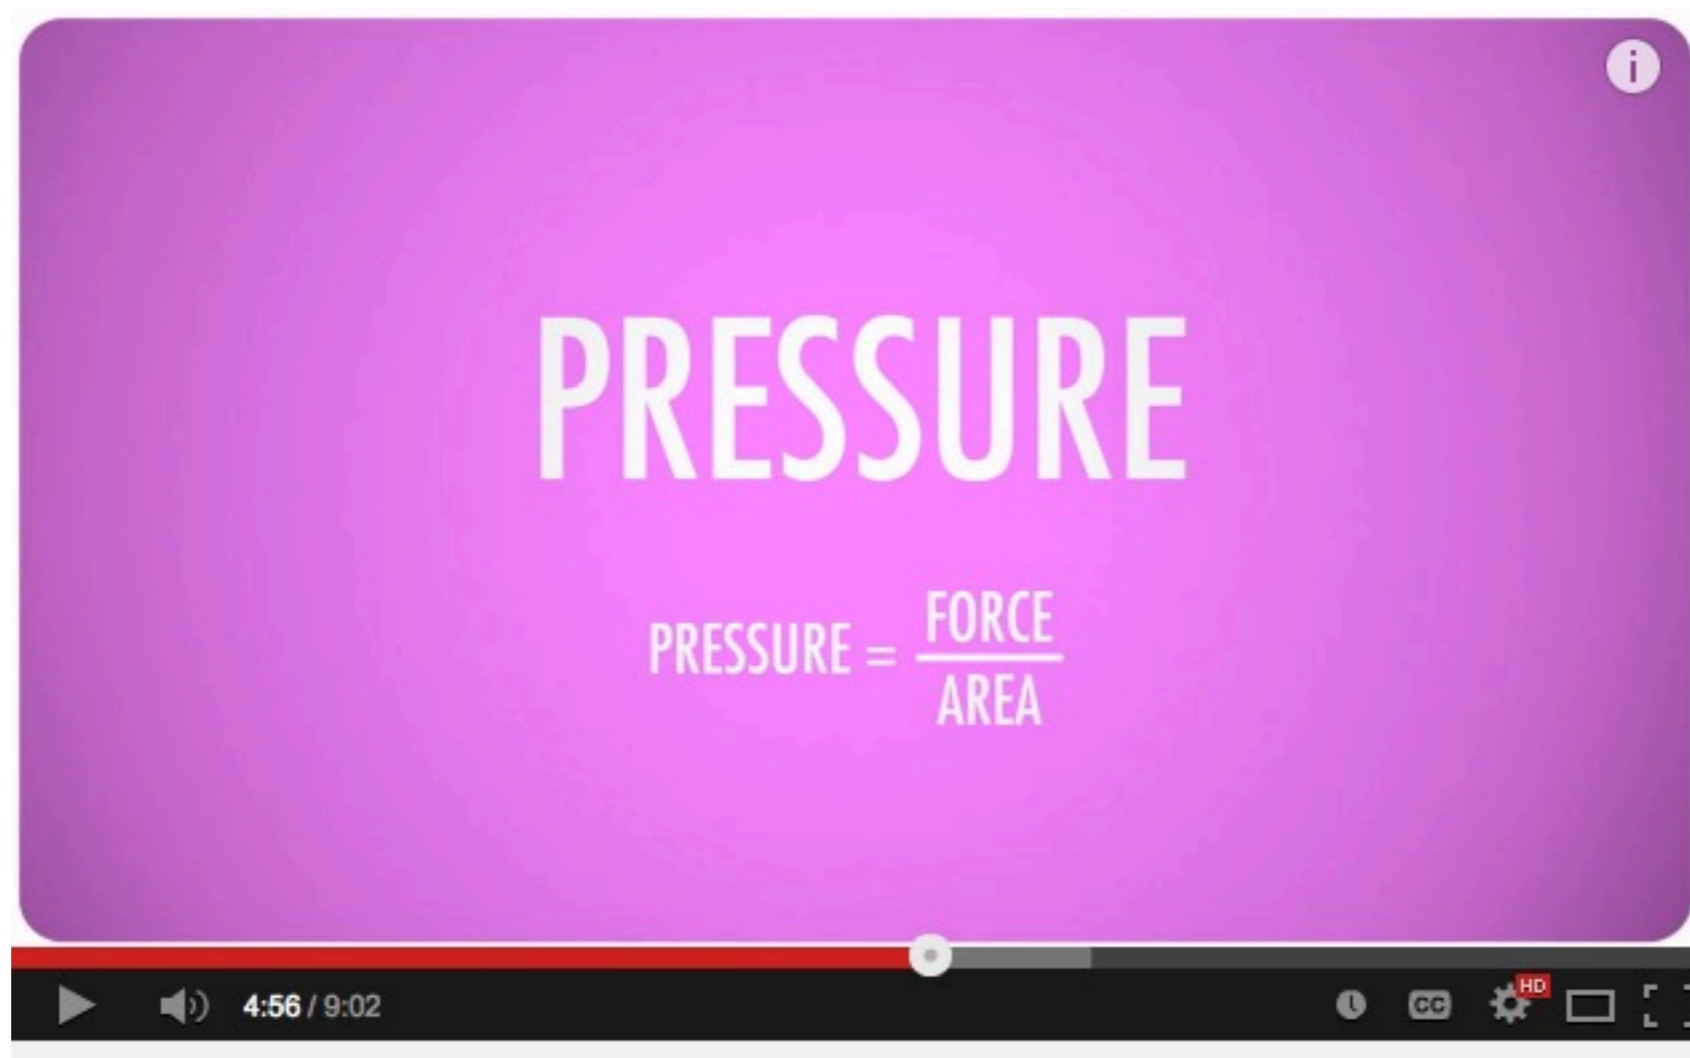 i
PRESSURE
PRESSURE = FORCE / AREA
4:56 / 9:02
CC
HD